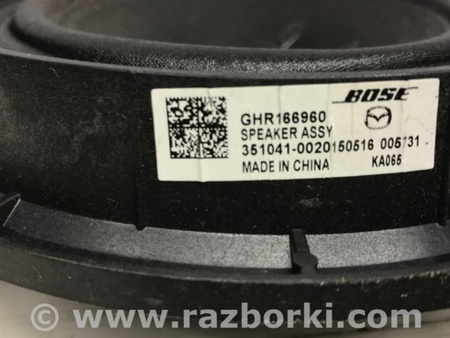 BOSE
GHR166960
SPEAKER ASSY
351041-0020150516 005731
MADE IN CHINA KA065
© www.razborki.com